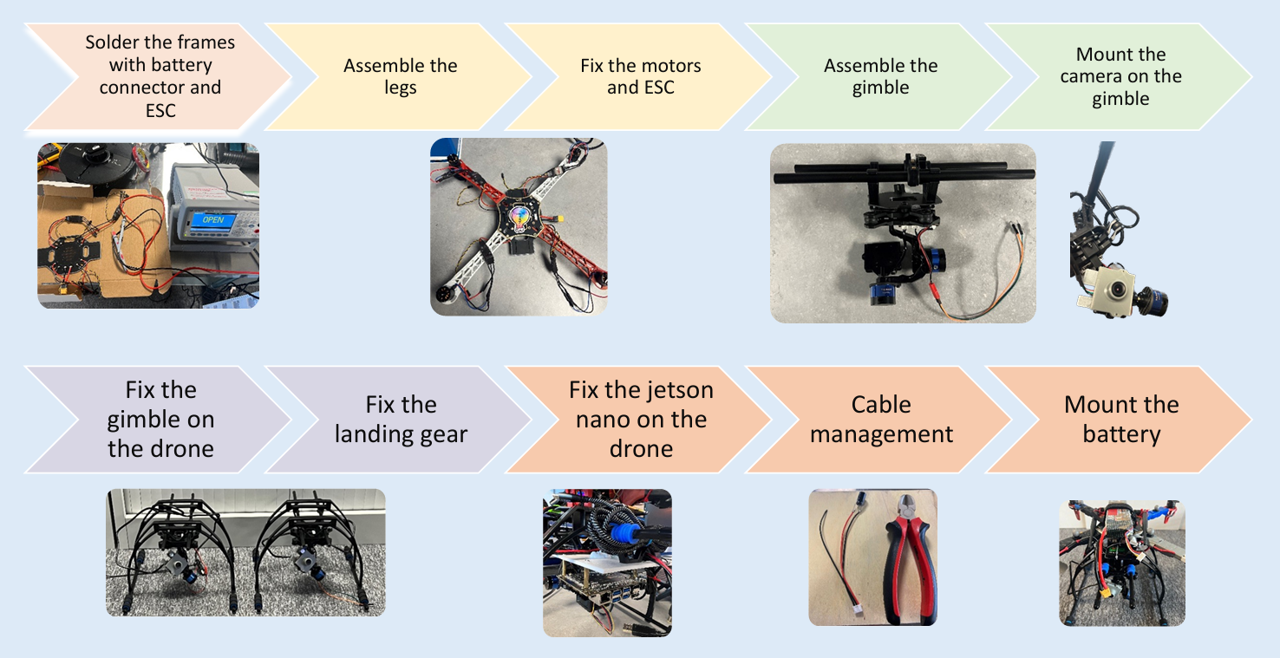 Solder the frames
with battery
connector and
ESC
Assemble the
legs
Fix the motors
and ESC
Assemble the
gimble
Mount the
camera on the
gimble
OPEN
Fix the
gimble on
the drone
Fix the
landing gear
Fix the jetson
nano on the
drone
Cable
management
Mount the
battery